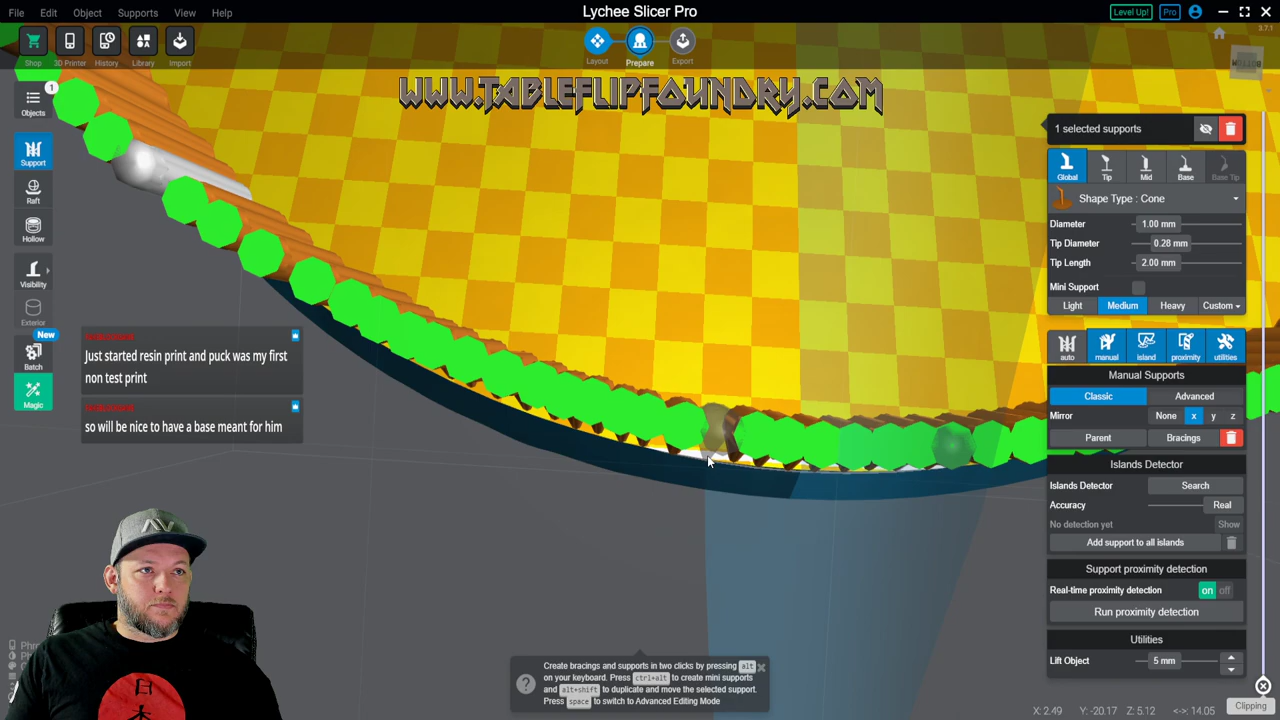 File Edit Object Supports View Help
Lychee Slicer Pro
Level Up! Pro
3.7.1
Shop 3D Printer History Library Import
Layout Prepare Export
BOTTOM
WWW.TABLEFLIPFOUNDRY.COM
1
Objects
Support
Raft
Hollow
Visibility
Exterior
New
Batch
Magic
Just started resin print and puck was my first
non test print
so will be nice to have a base meant for him
1 selected supports
Global Tip Mid Base Base Tip
Shape Type : Cone
Diameter 1.00 mm
Tip Diameter 0.28 mm
Tip Length 2.00 mm
Mini Support
Light Medium Heavy Custom
auto manual island proximity utilities
Manual Supports
Classic Advanced
Mirror None x y z
Parent Bracings
Islands Detector
Islands Detector Search
Accuracy Real
No detection yet Show
Add support to all islands
Support proximity detection
Real-time proximity detection on off
Run proximity detection
Utilities
Lift Object 5 mm
Create bracings and supports in two clicks by pressing alt
on your keyboard. Press ctrl+alt to create mini supports
and alt+shift to duplicate and move the selected support.
Press space to switch to Advanced Editing Mode
?
日
本
X: 2.49 Y: -20.17 Z: 5.12 <-> 14.05
Clipping